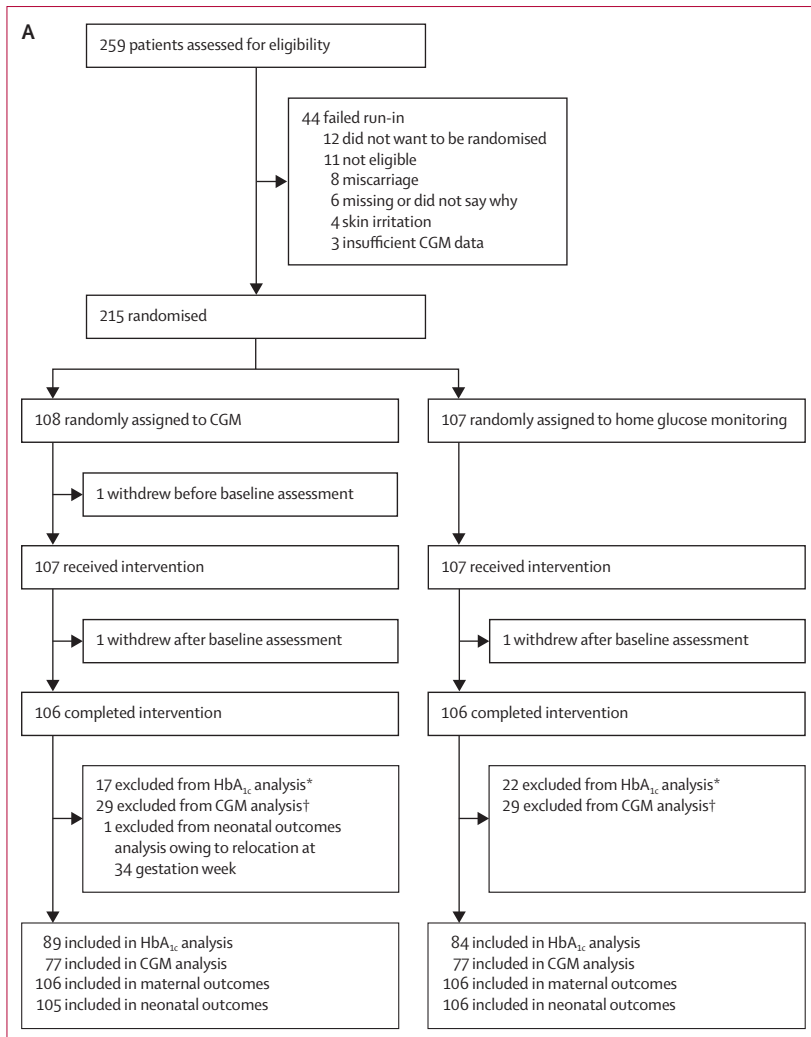 A
259 patients assessed for eligibility
44 failed run-in
12 did not want to be randomised
11 not eligible
8 miscarriage
6 missing or did not say why
4 skin irritation
3 insufficient CGM data
215 randomised
108 randomly assigned to CGM
107 randomly assigned to home glucose monitoring
1 withdrew before baseline assessment
107 received intervention
107 received intervention
1 withdrew after baseline assessment
1 withdrew after baseline assessment
106 completed intervention
106 completed intervention
17 excluded from HbA1c analysis*
29 excluded from CGM analysis†
1 excluded from neonatal outcomes
analysis owing to relocation at
34 gestation week
22 excluded from HbA1c analysis*
29 excluded from CGM analysis†
89 included in HbA1c analysis
77 included in CGM analysis
106 included in maternal outcomes
105 included in neonatal outcomes
84 included in HbA1c analysis
77 included in CGM analysis
106 included in maternal outcomes
106 included in neonatal outcomes